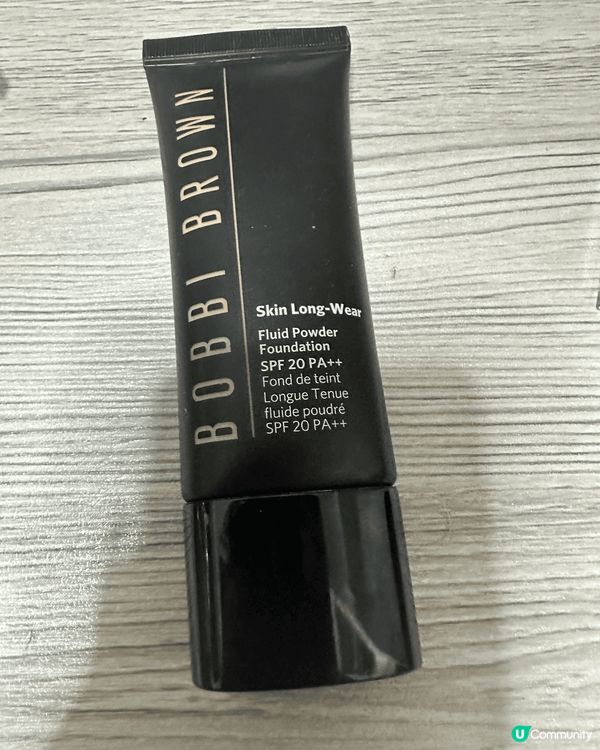 BOBBI BROWN
Skin Long-Wear
Fluid Powder
Foundation
SPF 20 PA++
Fond de teint
Longue Tenue
fluide poudré
SPF 20 PA++
U Community